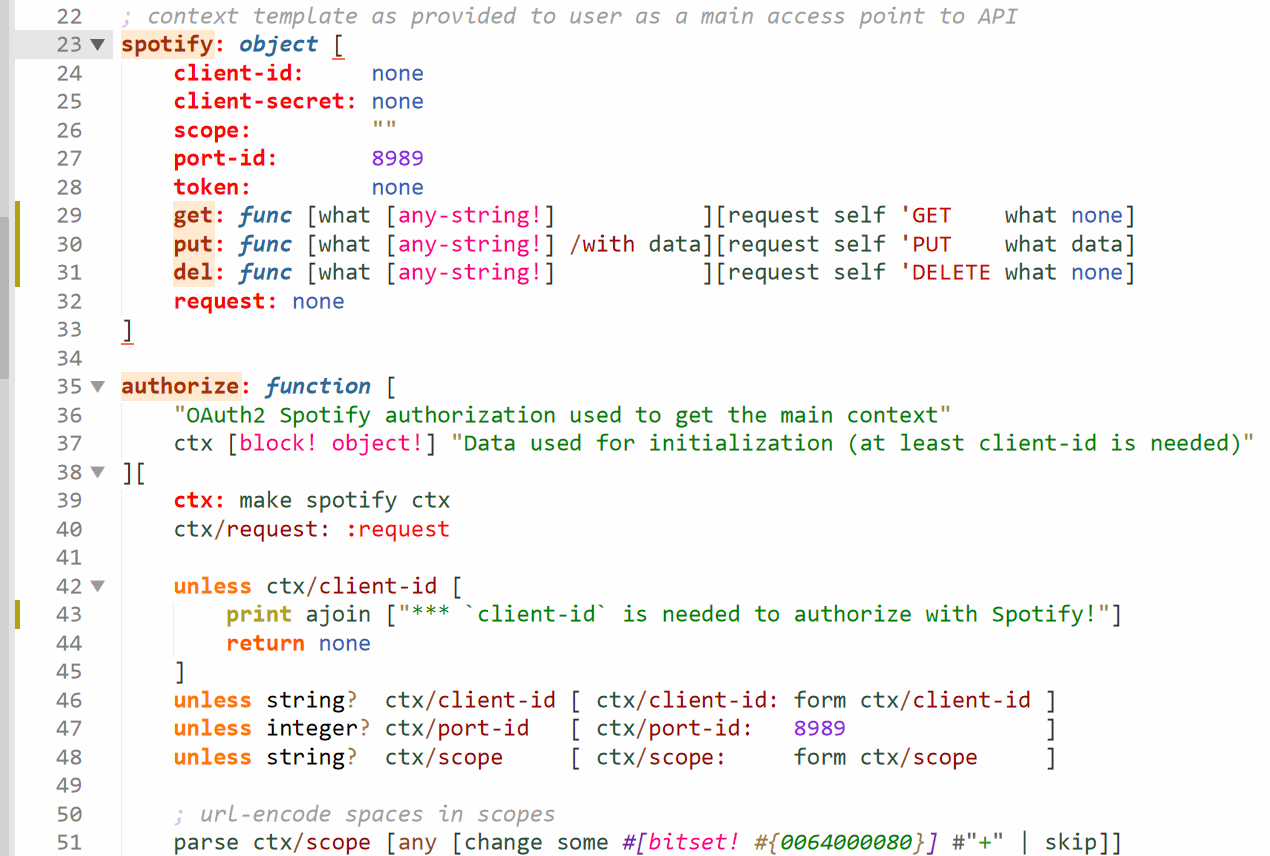 22 ; context template as provided to user as a main access point to API
23 spotify: object [
24     client-id:     none
25     client-secret: none
26     scope:         ""
27     port-id:       8989
28     token:         none
29     get: func [what [any-string!]           ][request self 'GET    what none]
30     put: func [what [any-string!] /with data][request self 'PUT    what data]
31     del: func [what [any-string!]           ][request self 'DELETE what none]
32     request: none
33 ]
34
35 authorize: function [
36     "OAuth2 Spotify authorization used to get the main context"
37     ctx [block! object!] "Data used for initialization (at least client-id is needed)"
38 ][
39     ctx: make spotify ctx
40     ctx/request: :request
41
42     unless ctx/client-id [
43         print ajoin ["*** `client-id` is needed to authorize with Spotify!"]
44         return none
45     ]
46     unless string?  ctx/client-id [ ctx/client-id: form ctx/client-id ]
47     unless integer? ctx/port-id   [ ctx/port-id:   8989               ]
48     unless string?  ctx/scope     [ ctx/scope:     form ctx/scope     ]
49
50     ; url-encode spaces in scopes
51     parse ctx/scope [any [change some #[bitset! #{0064000080}] #"+" | skip]]